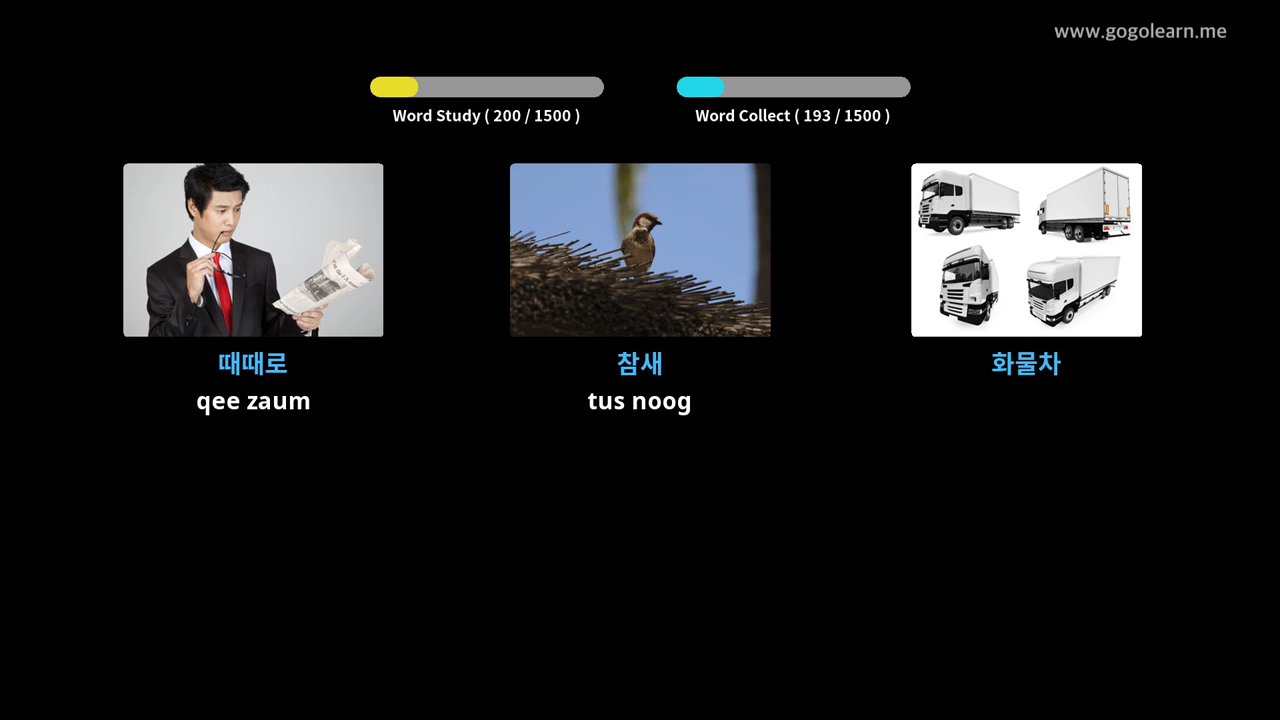 www.gogolearn.me
Word Study ( 200 / 1500 )
Word Collect ( 193 / 1500 )
때때로
qee zaum
참새
tus noog
화물차